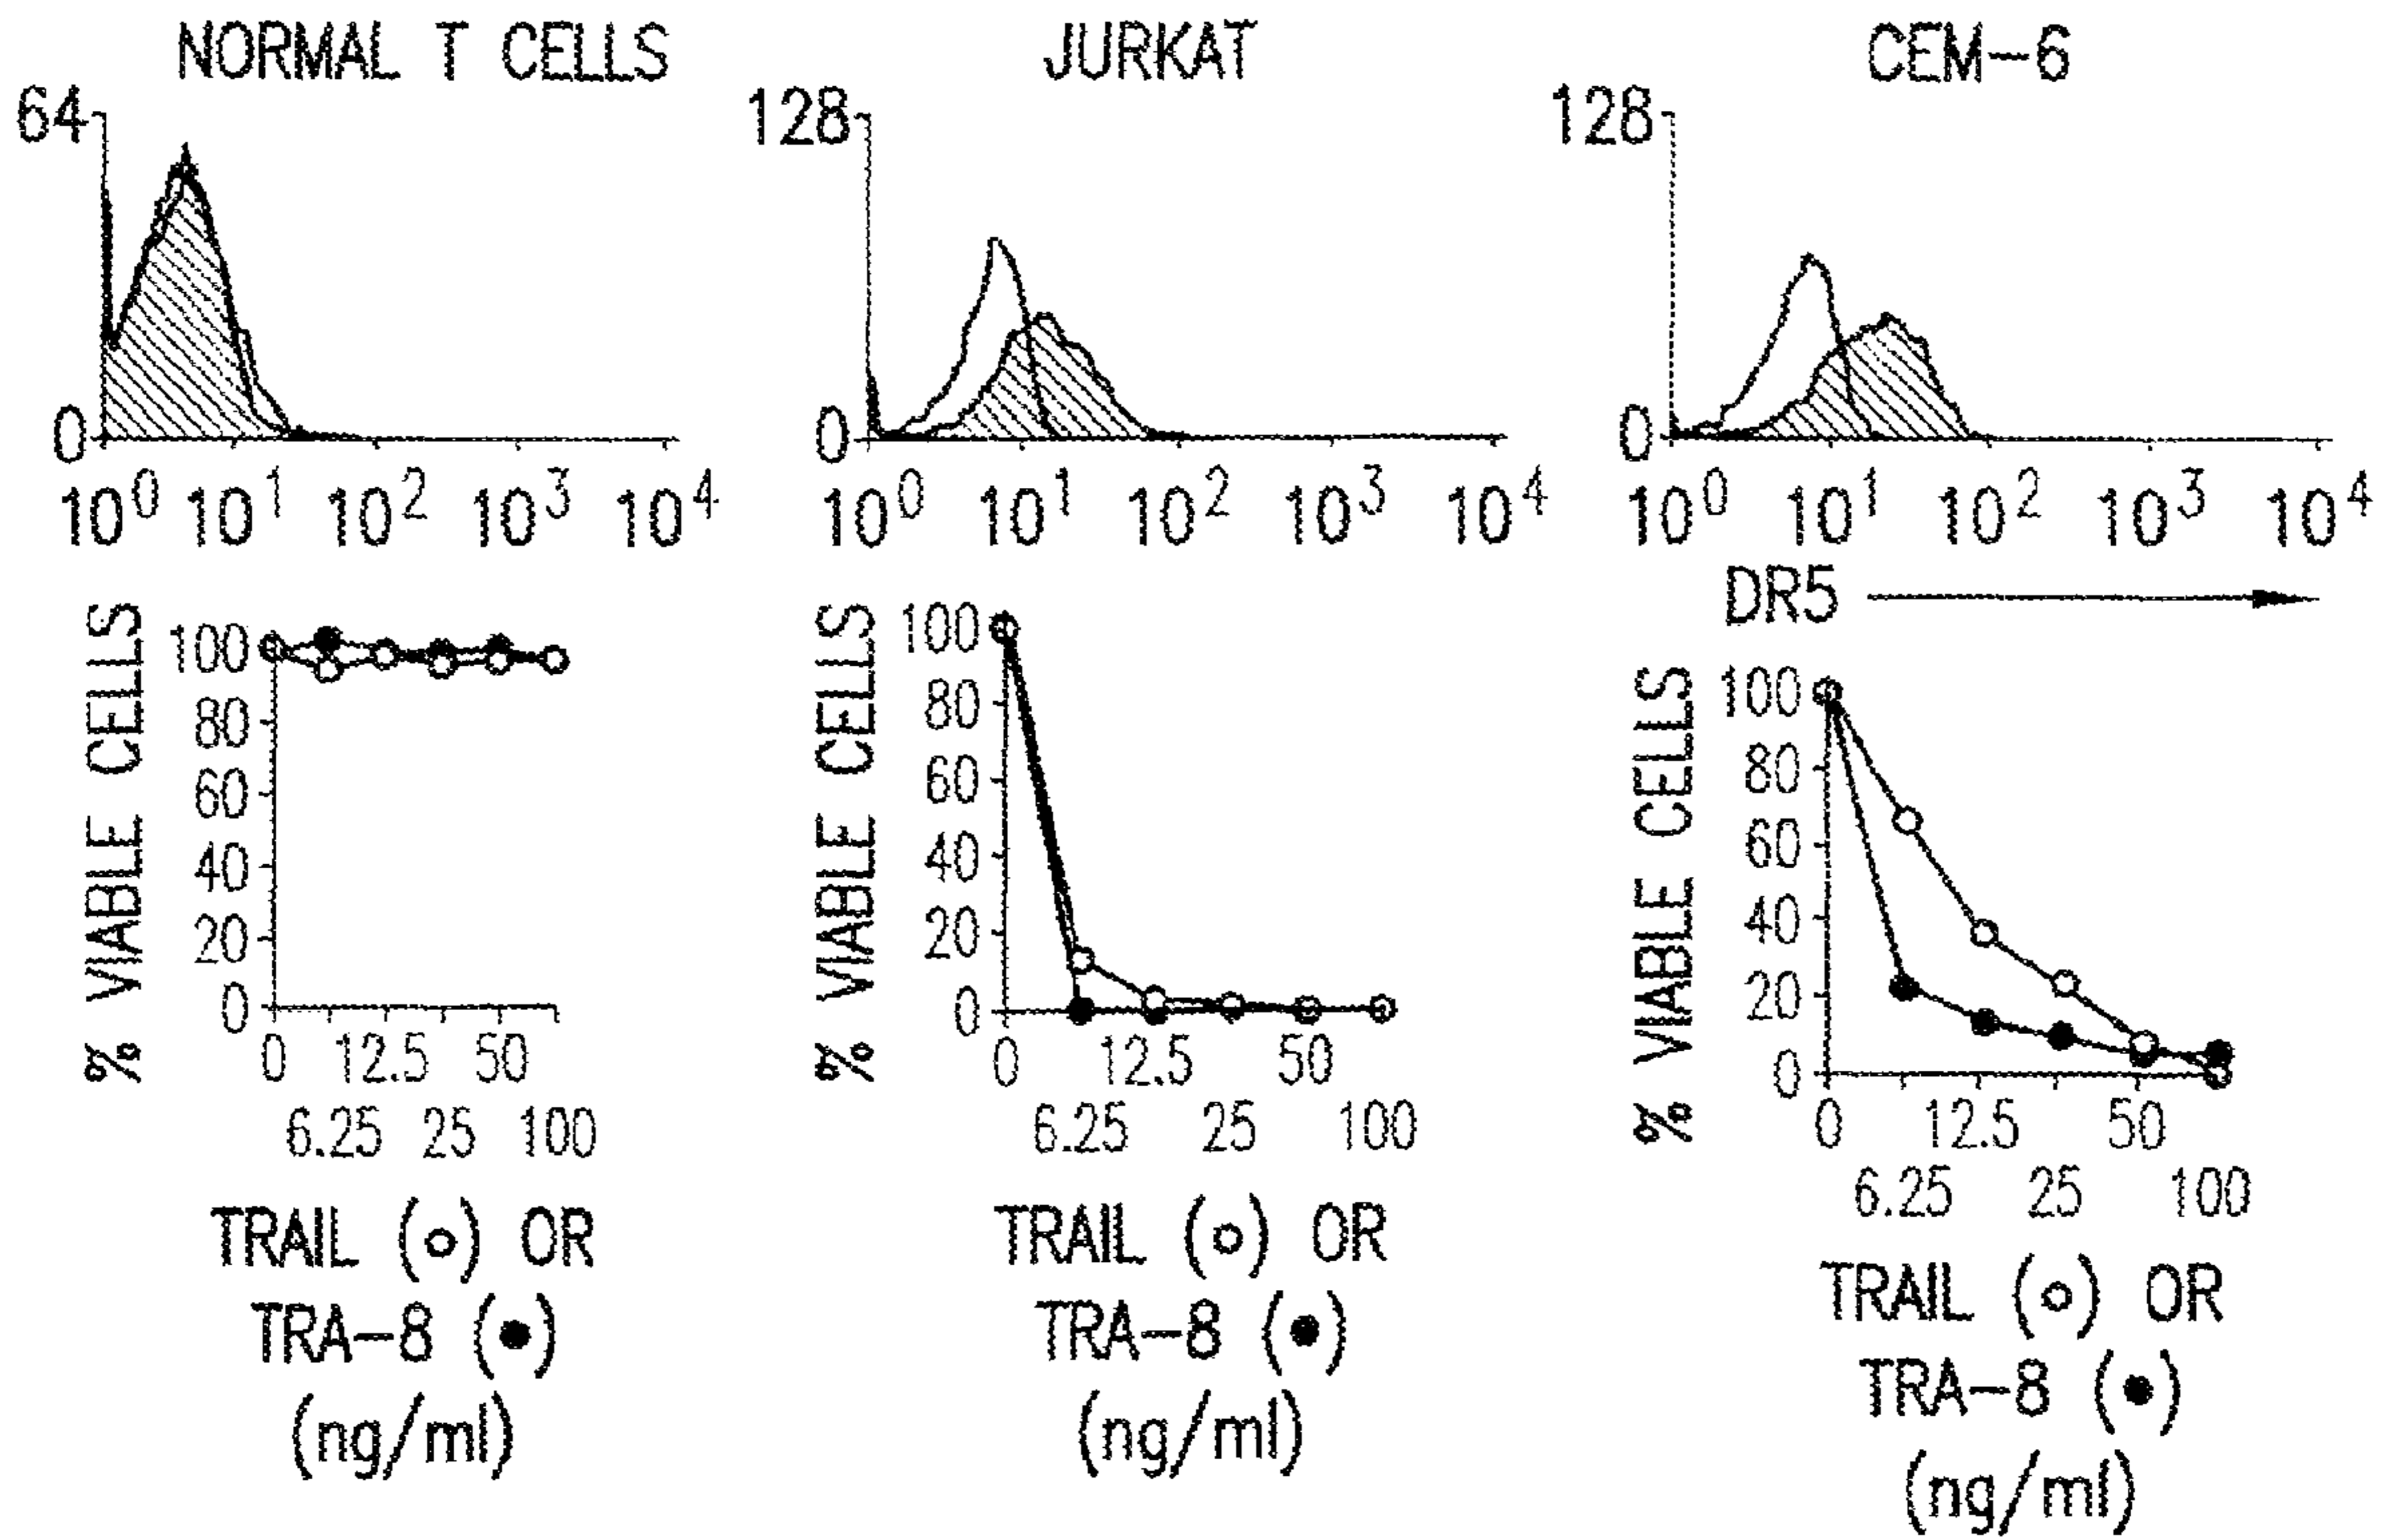 NORMAL T CELLS
64
0
10^0 10^1 10^2 10^3 10^4
JURKAT
128
0
10^0 10^1 10^2 10^3 10^4
CEM-6
128
0
10^0 10^1 10^2 10^3 10^4
DR5
% VIABLE CELLS
100
80
60
40
20
0
0 12.5 50
6.25 25 100
TRAIL (○) OR
TRA-8 (●)
(ng/ml)
% VIABLE CELLS
100
80
60
40
20
0
0 12.5 50
6.25 25 100
TRAIL (○) OR
TRA-8 (●)
(ng/ml)
% VIABLE CELLS
100
80
60
40
20
0
0 12.5 50
6.25 25 100
TRAIL (○) OR
TRA-8 (●)
(ng/ml)